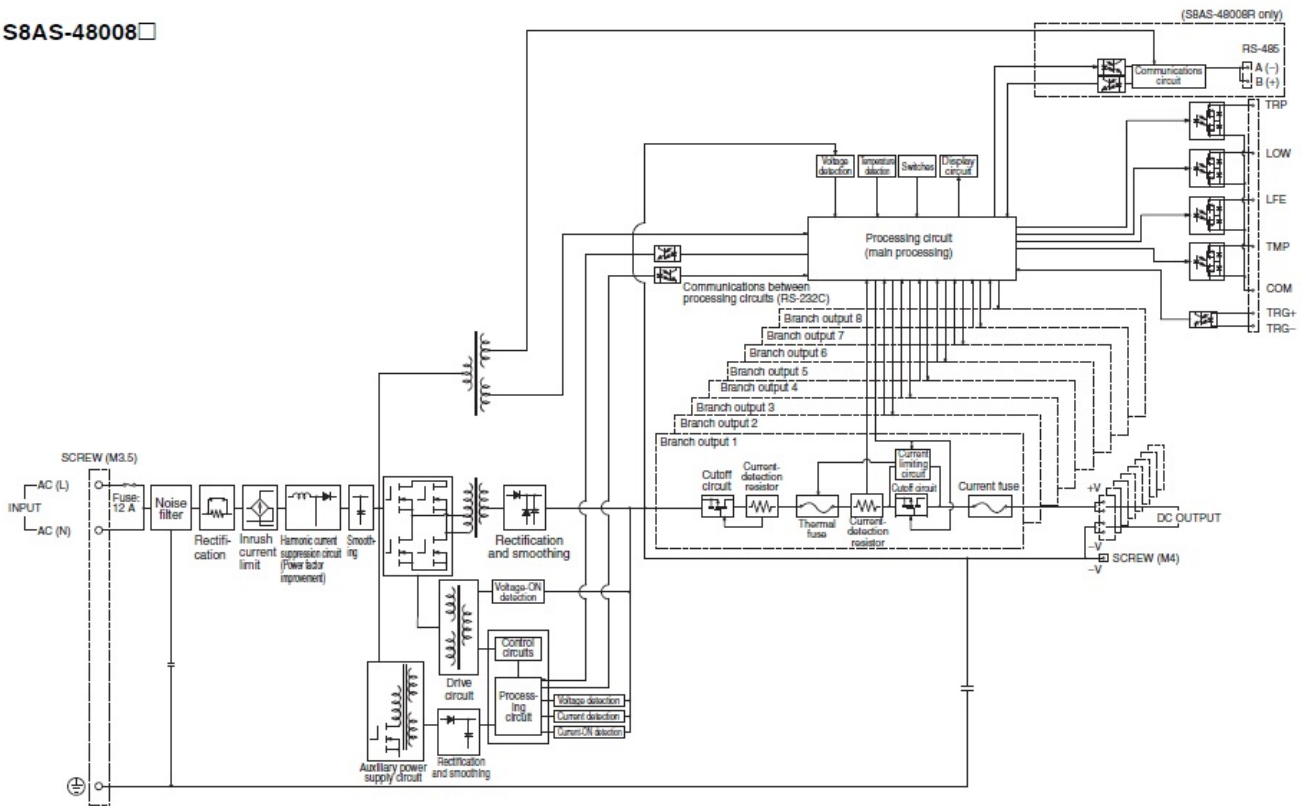 S8AS-48008□
(S8AS-48008R only)
RS-485
Communications
circuit
A (−)
B (+)
TRP
LOW
LFE
TMP
COM
TRG+
TRG−
Voltage
detection
Temperature
detection
Switches
Display
circuit
Processing circuit
(main processing)
Communications between
processing circuits (RS-232C)
Branch output 8
Branch output 7
Branch output 6
Branch output 5
Branch output 4
Branch output 3
Branch output 2
Branch output 1
Cutoff
circuit
Current-
detection
resistor
Thermal
fuse
Current-
detection
resistor
Current
limiting
circuit
Cutoff circuit
Current fuse
+V
DC OUTPUT
−V
SCREW (M4)
−V
SCREW (M3.5)
INPUT
AC (L)
AC (N)
Fuse:
12 A
Noise
filter
Rectifi-
cation
Inrush
current
limit
Harmonic current
suppression circuit
(Power factor
improvement)
Smooth-
ing
Rectification
and smoothing
Voltage-ON
detection
Drive
circuit
Control
circuits
Process-
ing
circuit
Voltage detection
Current detection
Current-ON detection
Auxiliary power
supply circuit
Rectification
and smoothing